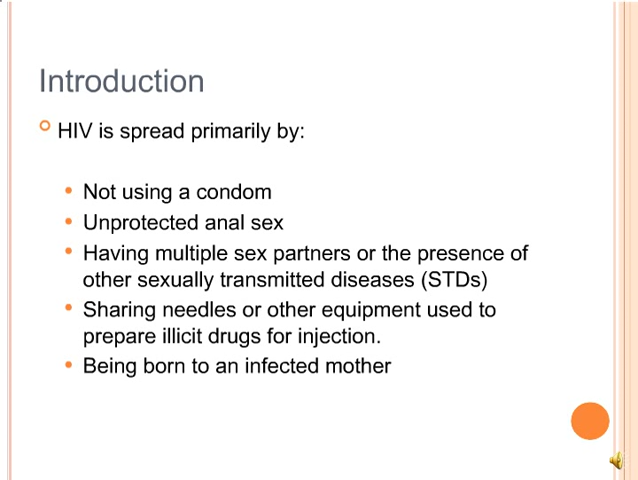 Introduction
HIV is spread primarily by:
Not using a condom
Unprotected anal sex
Having multiple sex partners or the presence of
other sexually transmitted diseases (STDs)
Sharing needles or other equipment used to
prepare illicit drugs for injection.
Being born to an infected mother